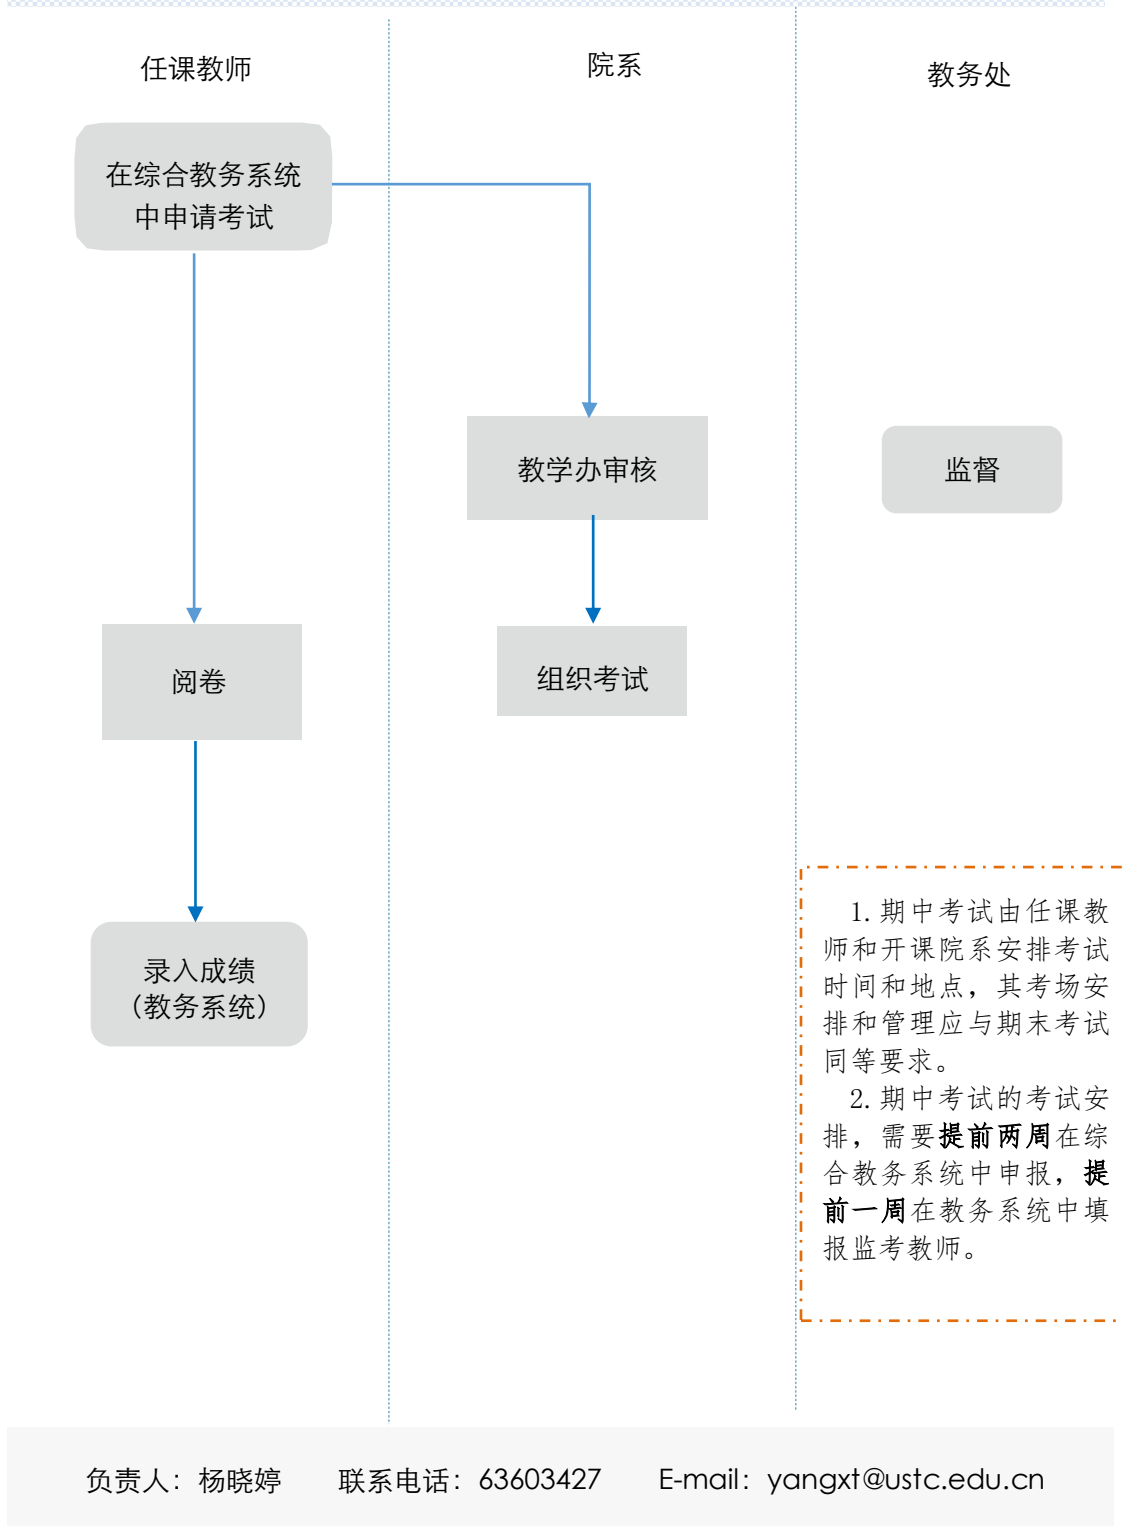 任课教师
院系
教务处
在综合教务系统
中申请考试
教学办审核
监督
阅卷
组织考试
录入成绩
（教务系统）
1.期中考试由任课教
师和开课院系安排考试
时间和地点，其考场安
排和管理应与期末考试
同等要求。
2.期中考试的考试安
排，需要提前两周在综
合教务系统中申报，提
前一周在教务系统中填
报监考教师。
负责人：杨晓婷 联系电话：63603427 E-mail：yangxt@ustc.edu.cn